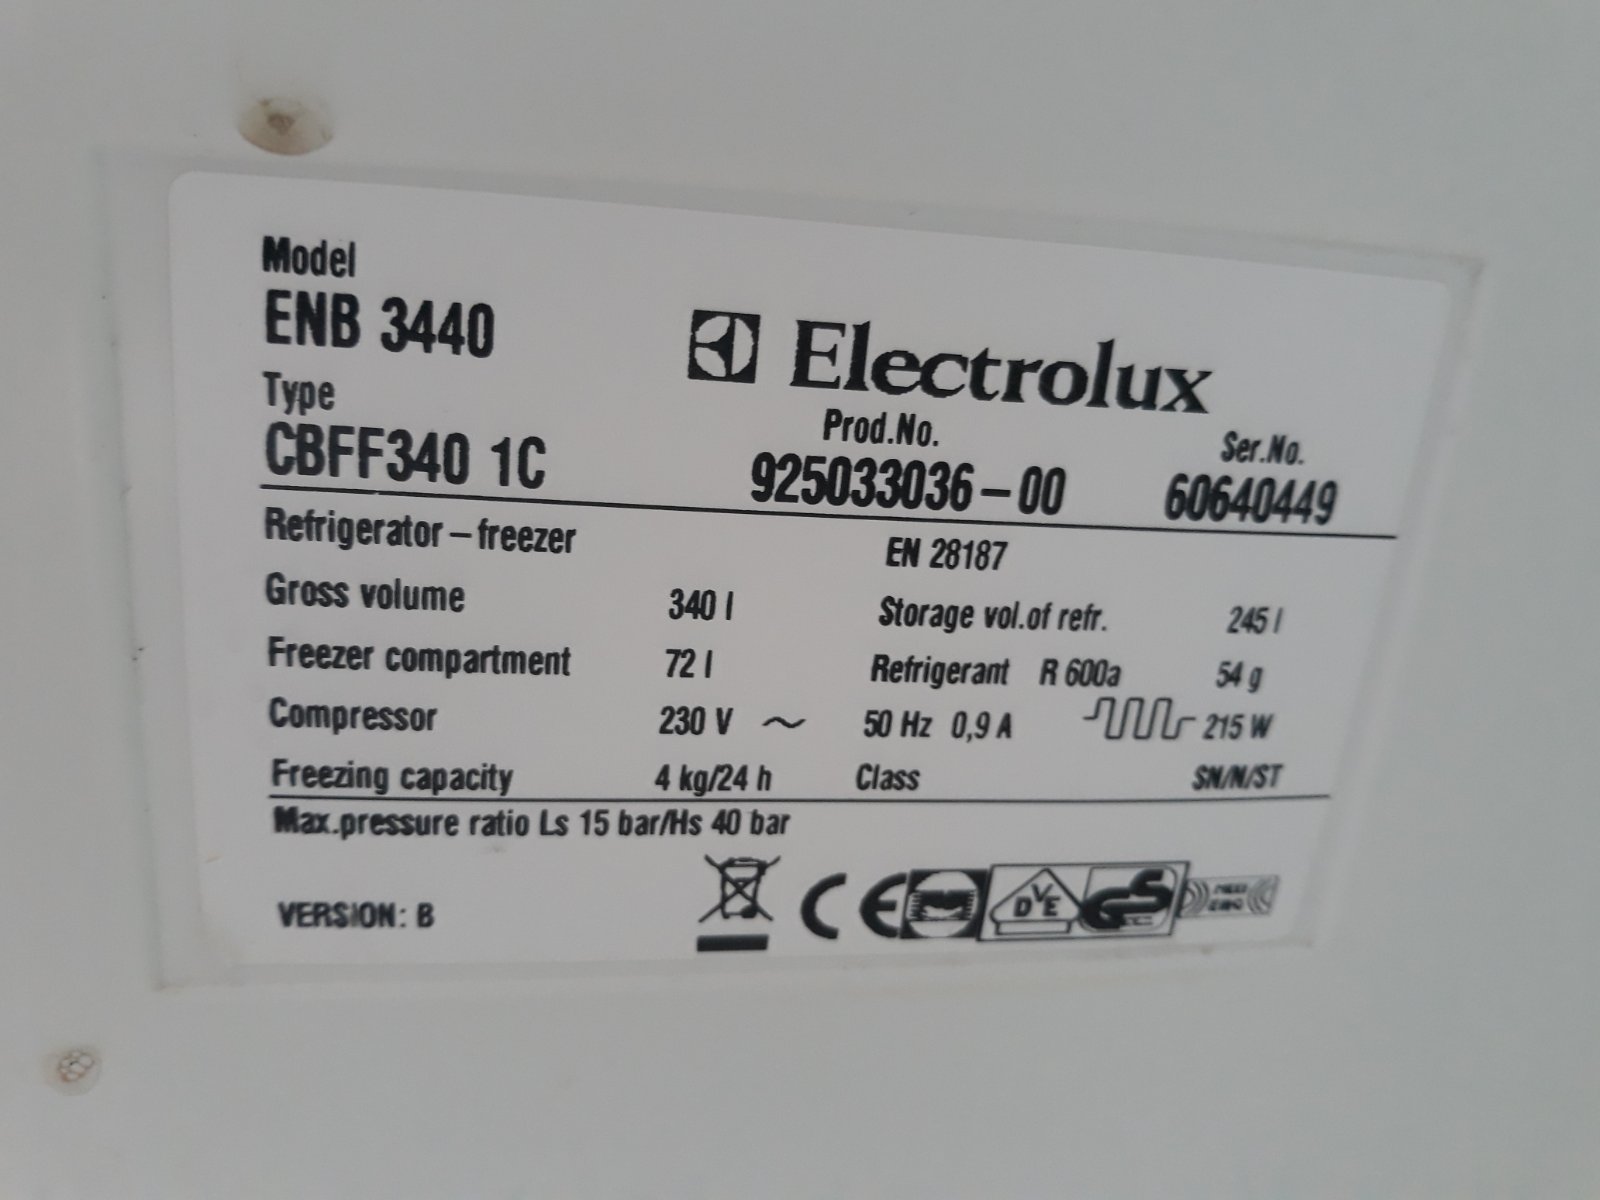 Model
ENB 3440
Electrolux
Type
CBFF340 1C
Prod.No.
925033036-00
Ser.No.
60640449
Refrigerator-freezer
EN 28187
Gross volume 340 l Storage vol.of refr. 245 l
Freezer compartment 72 l Refrigerant R 600a 54 g
Compressor 230 V ~ 50 Hz 0,9 A 215 W
Freezing capacity 4 kg/24 h Class SN/N/ST
Max.pressure ratio Ls 15 bar/Hs 40 bar
VERSION: B
CE
DVE
GS